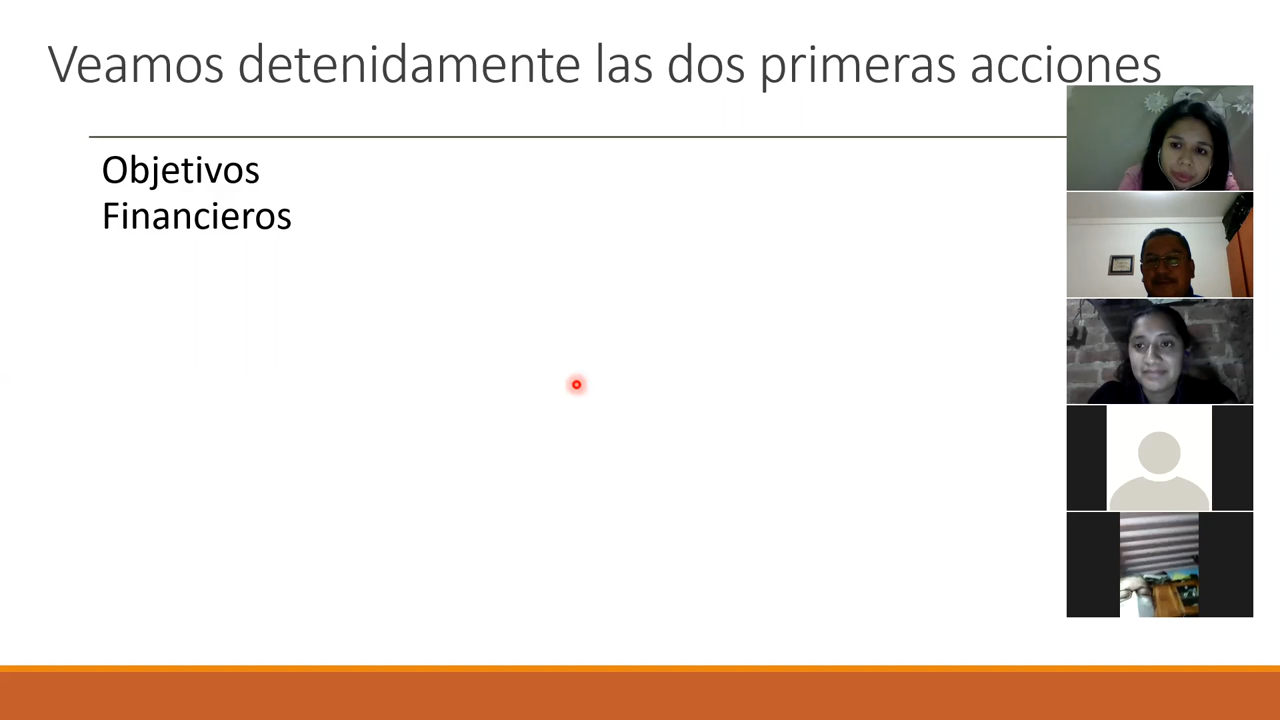 Veamos detenidamente las dos primeras acciones
Objetivos
Financieros